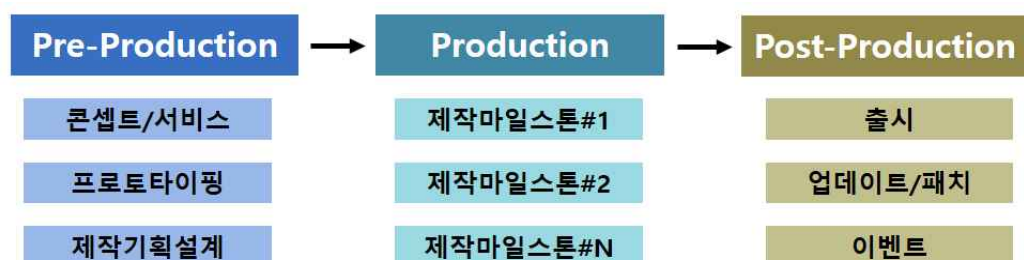 Pre-Production
콘셉트/서비스
프로토타이핑
제작기획설계
Production
제작마일스톤#1
제작마일스톤#2
제작마일스톤#N
Post-Production
출시
업데이트/패치
이벤트